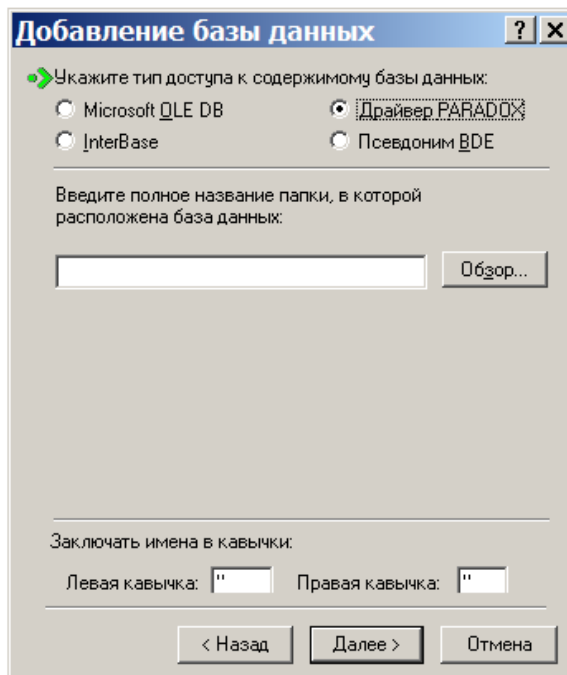 Добавление базы данных
Укажите тип доступа к содержимому базы данных:
Microsoft OLE DB
Драйвер PARADOX
InterBase
Псевдоним BDE
Введите полное название папки, в которой
расположена база данных:
Обзор...
Заключать имена в кавычки:
Левая кавычка: "
Правая кавычка: "
< Назад
Далее >
Отмена